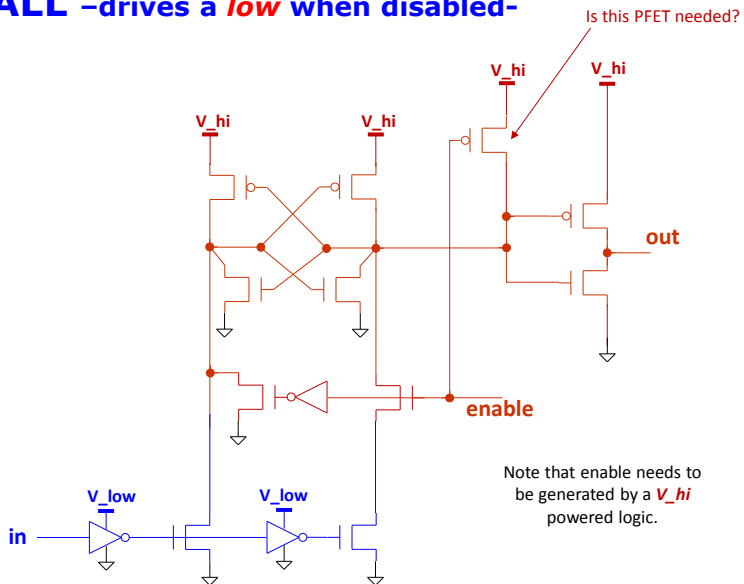 ALL –drives a low when disabled-
Is this PFET needed?
V_hi
V_hi
V_hi
V_hi
out
enable
Note that enable needs to
be generated by a V_hi
powered logic.
V_low
V_low
in